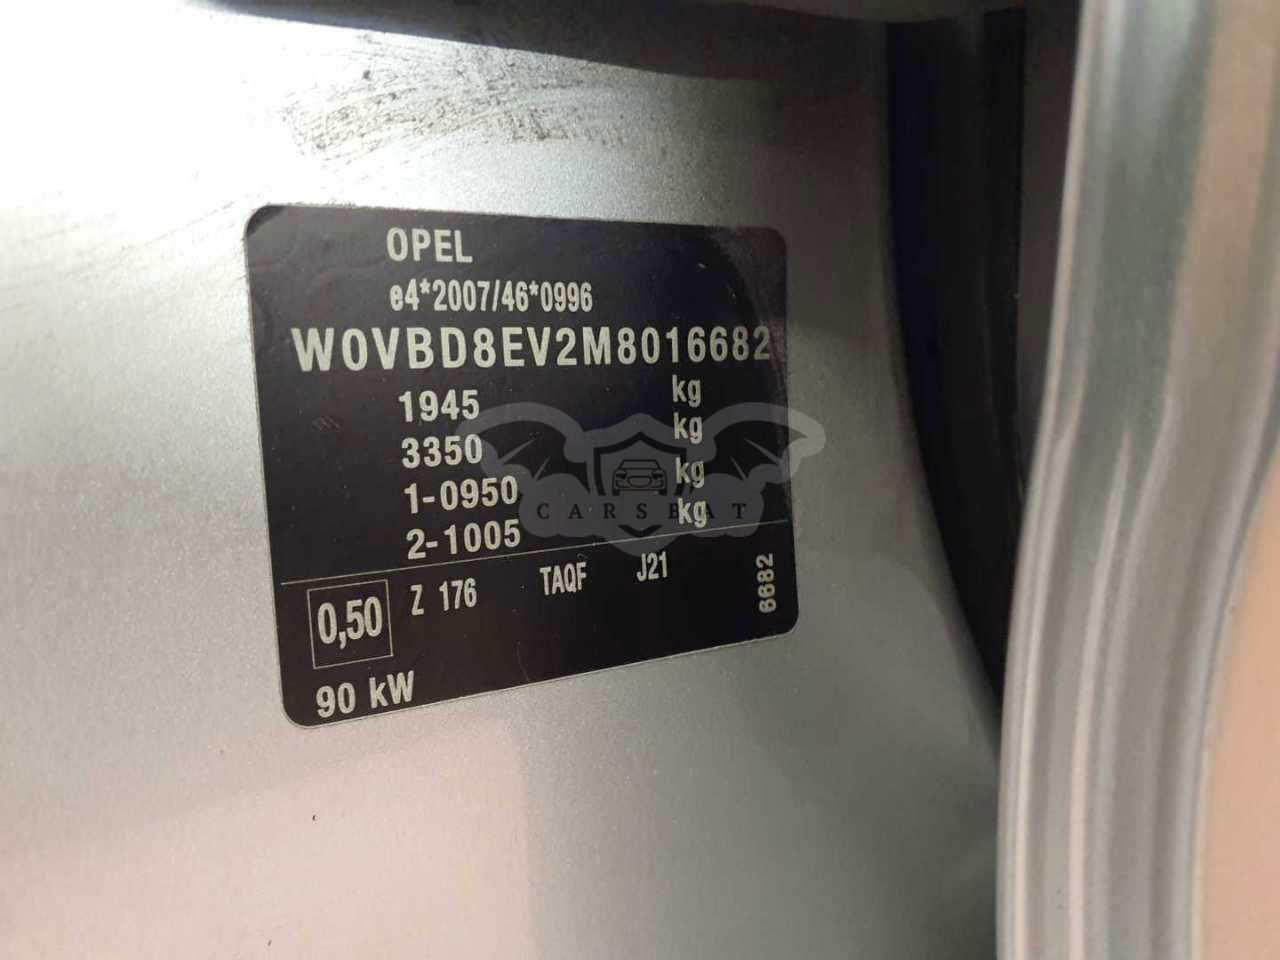 OPEL
e4*2007/46*0996
W0VBD8EV2M8016682
1945 kg
3350 kg
1-0950 kg
2-1005 kg
CARSBAT
0,50 Z 176 TAQF J21 6682
90 kW